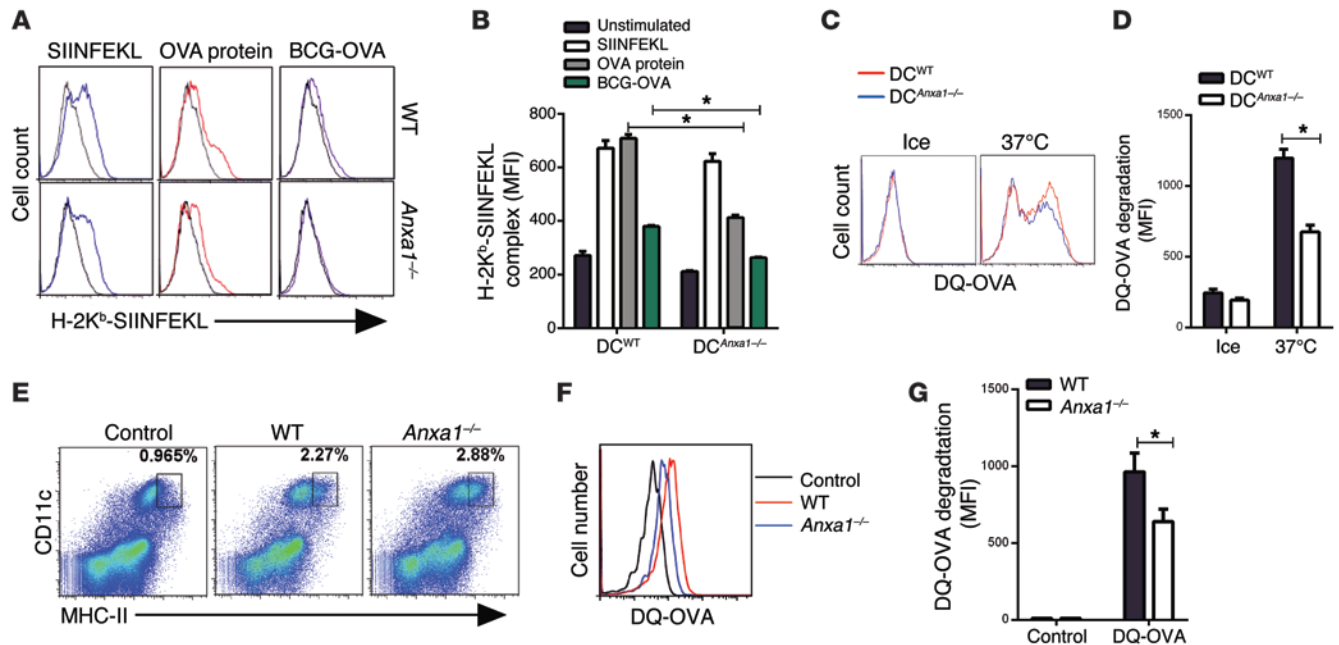 A
SIINFEKL OVA protein BCG-OVA
WT
Anxa1–/–
Cell count
H-2Kᵇ-SIINFEKL
B
Unstimulated
SIINFEKL
OVA protein
BCG-OVA
H-2Kᵇ-SIINFEKL
complex (MFI)
800
600
400
200
0
*
*
DCᵂᵀ DCAnxa1–/–
C
DCᵂᵀ
DCAnxa1–/–
Ice 37°C
Cell count
DQ-OVA
D
DCᵂᵀ
DCAnxa1–/–
DQ-OVA degradation
(MFI)
1500
1000
500
0
*
Ice 37°C
E
Control WT Anxa1–/–
0.965% 2.27% 2.88%
CD11c
MHC-II
F
Cell number
DQ-OVA
Control
WT
Anxa1–/–
G
WT
Anxa1–/–
DQ-OVA degradtation
(MFI)
1500
1000
500
0
*
Control DQ-OVA